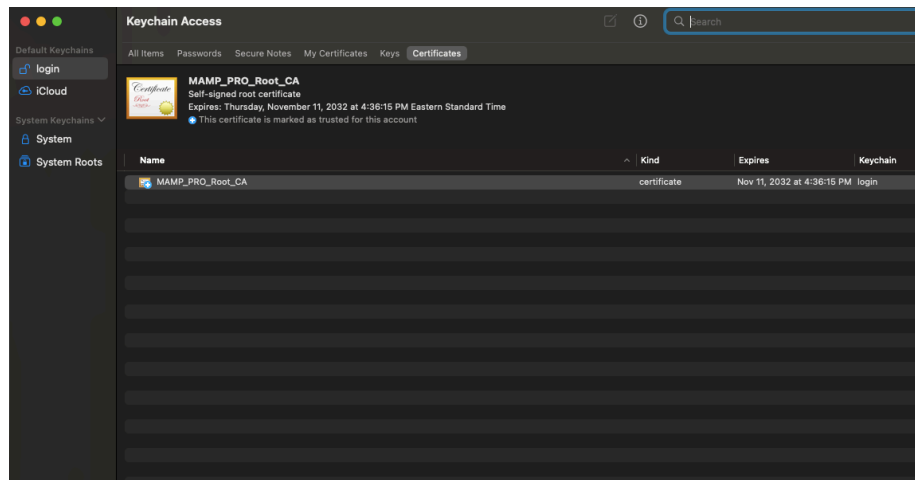 Keychain Access
Search
Default Keychains
login
iCloud
System Keychains
System
System Roots
All Items Passwords Secure Notes My Certificates Keys Certificates
Certificate
Root
MAMP_PRO_Root_CA
Self-signed root certificate
Expires: Thursday, November 11, 2032 at 4:36:15 PM Eastern Standard Time
This certificate is marked as trusted for this account
Name Kind Expires Keychain
MAMP_PRO_Root_CA certificate Nov 11, 2032 at 4:36:15 PM login